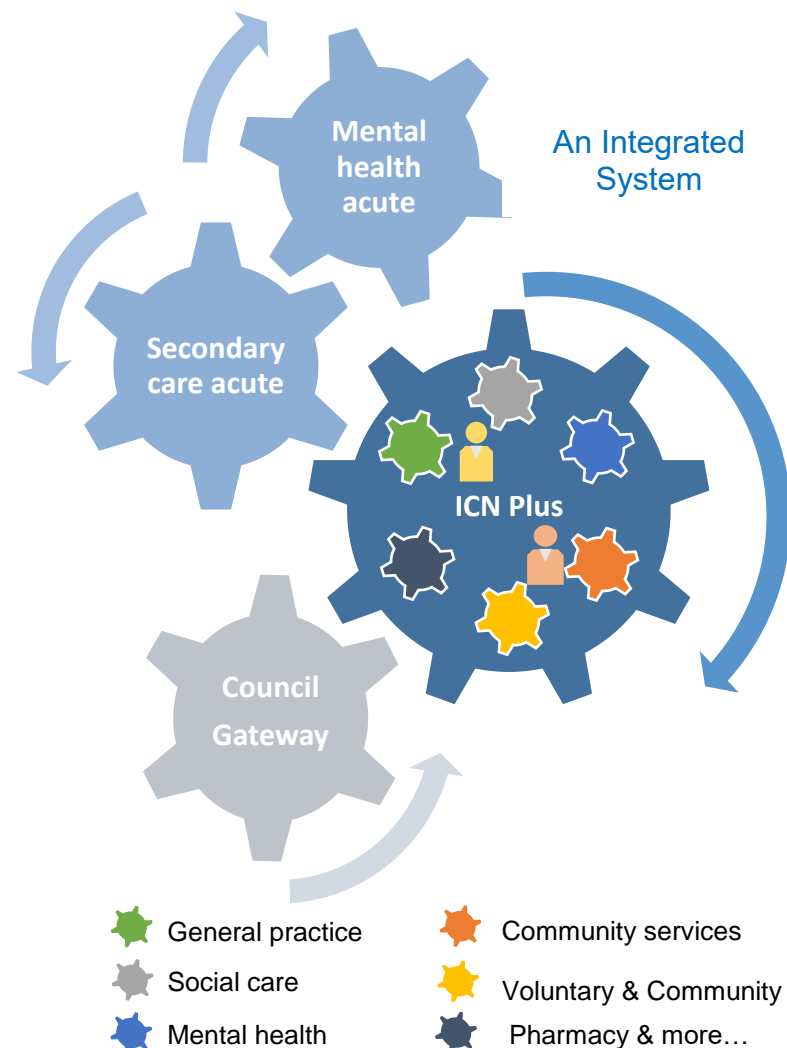 Mental
health
acute
An Integrated
System
Secondary
care acute
ICN Plus
Council
Gateway
General practice
Social care
Mental health
Community services
Voluntary & Community
Pharmacy & more…